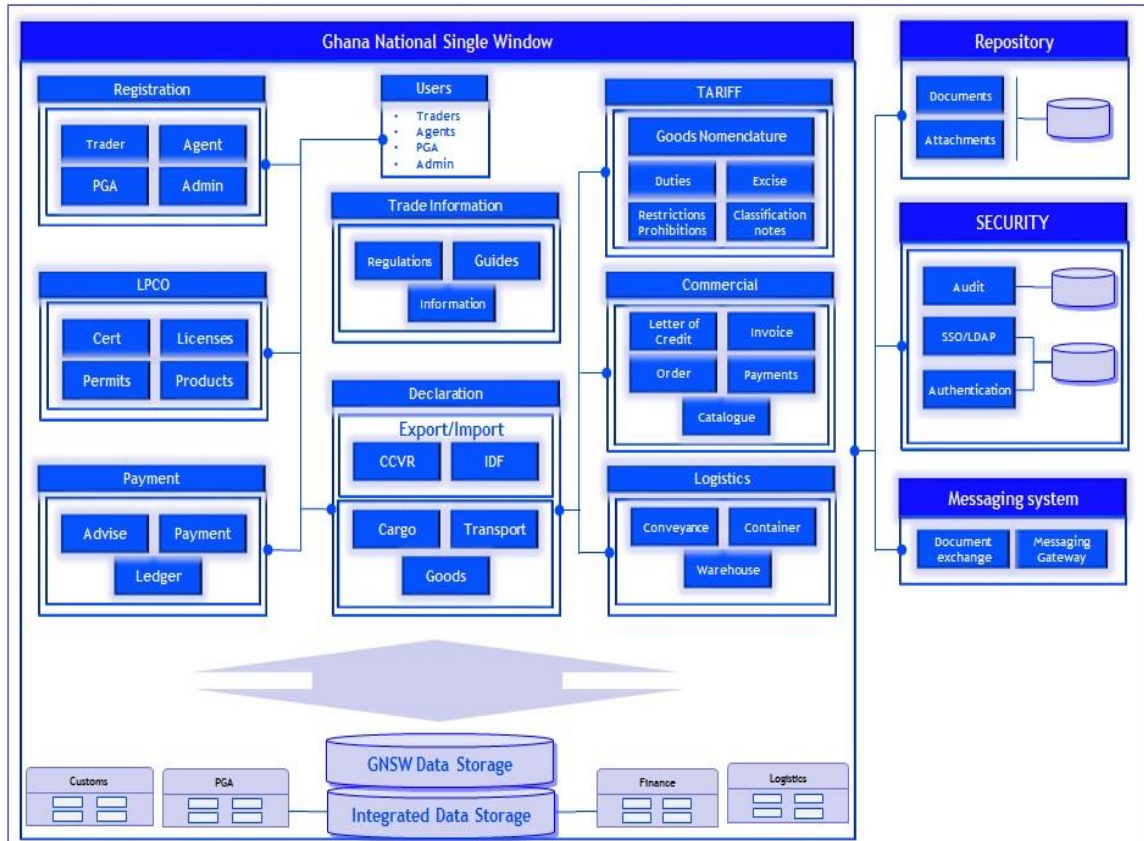 Ghana National Single Window
Registration
Trader
Agent
PGA
Admin
LPCO
Cert
Licenses
Permits
Products
Payment
Advise
Payment
Ledger
Users
• Traders
• Agents
• PGA
• Admin
Trade Information
Regulations
Guides
Information
Declaration
Export/Import
CCVR
IDF
Cargo
Transport
Goods
TARIFF
Goods Nomenclature
Duties
Excise
Restrictions
Prohibitions
Classification
notes
Commercial
Letter of
Credit
Invoice
Order
Payments
Catalogue
Logistics
Conveyance
Container
Warehouse
Repository
Documents
Attachments
SECURITY
Audit
SSO/LDAP
Authentication
Messaging system
Document
exchange
Messaging
Gateway
GNSW Data Storage
Integrated Data Storage
Customs
PGA
Finance
Logistics